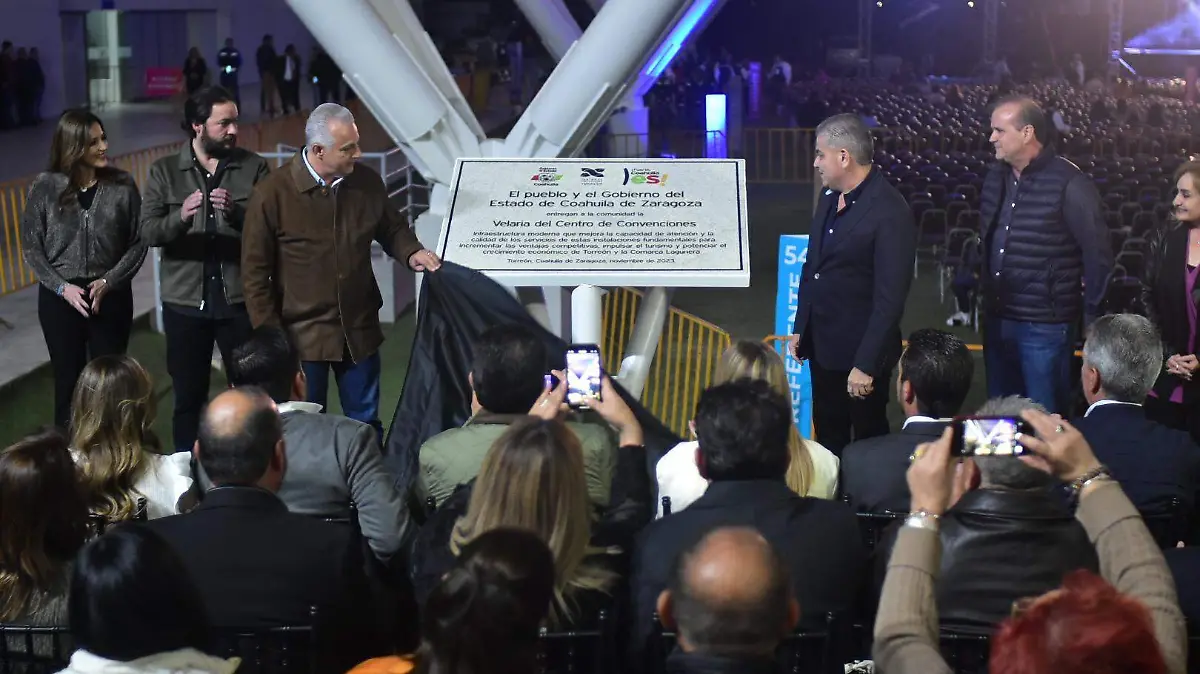 Fuerte Coahuila es!
El pueblo y el Gobierno del
Estado de Coahuila de Zaragoza
entregan a la comunidad la
Velaria del Centro de Convenciones
Infraestructura moderna que mejora la capacidad de atención y la
calidad de los servicios de estas instalaciones fundamentales para
las ventajas competitivas, impulsar el turismo y potenciar el
crecimiento económico de Torreón y la Comarca Lagunera
Torreón, Coahuila de Zaragoza, noviembre de 2023
54